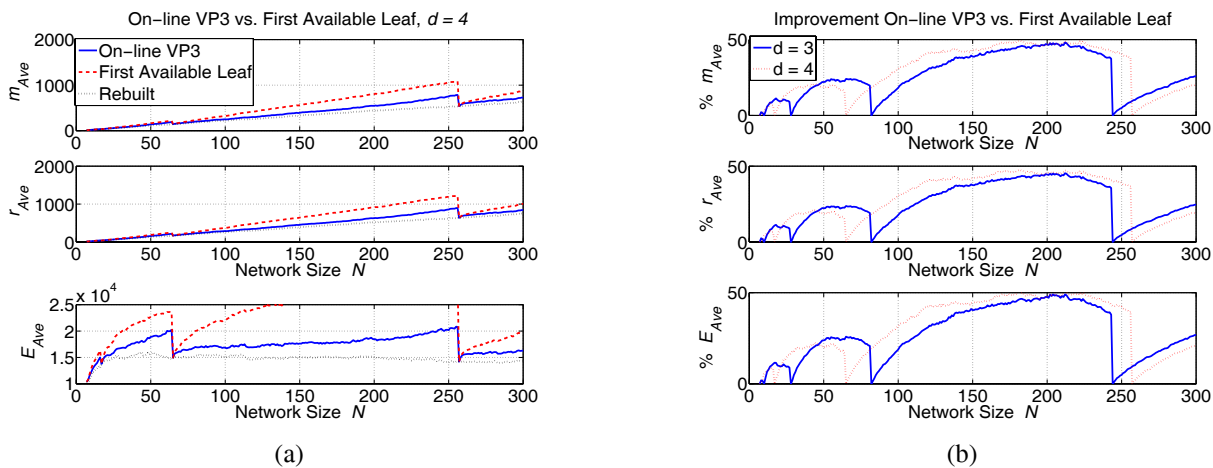 On−line VP3 vs. First Available Leaf, d = 4
2000
1000
0
m_Ave
On−line VP3
First Available Leaf
Rebuilt
0 50 100 150 200 250 300
Network Size N
2000
1000
0
r_Ave
0 50 100 150 200 250 300
Network Size N
x 10^4
2.5
2
1.5
1
E_Ave
0 50 100 150 200 250 300
Network Size N
(a)
Improvement On−line VP3 vs. First Available Leaf
50
0
% m_Ave
d = 3
d = 4
0 50 100 150 200 250 300
Network Size N
50
0
% r_Ave
0 50 100 150 200 250 300
Network Size N
50
0
% E_Ave
0 50 100 150 200 250 300
Network Size N
(b)